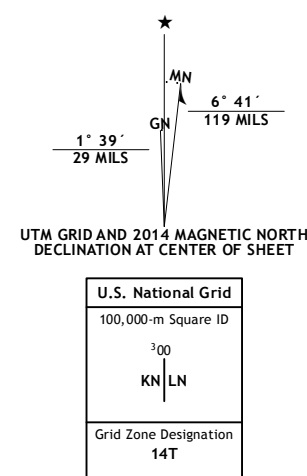 ★
MN
GN
6° 41´
119 MILS
1° 39´
29 MILS
UTM GRID AND 2014 MAGNETIC NORTH
DECLINATION AT CENTER OF SHEET
U.S. National Grid
100,000-m Square ID
³00
KN LN
Grid Zone Designation
14T